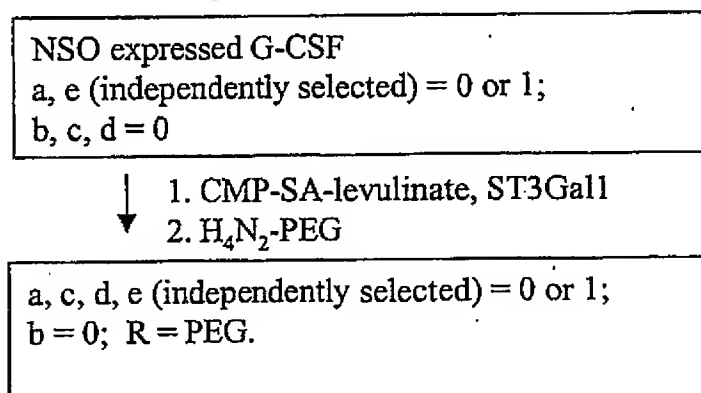 NSO expressed G-CSF
a, e (independently selected) = 0 or 1;
b, c, d = 0
1. CMP-SA-levulinate, ST3Gal1
2. H₄N₂-PEG
a, c, d, e (independently selected) = 0 or 1;
b = 0; R = PEG.